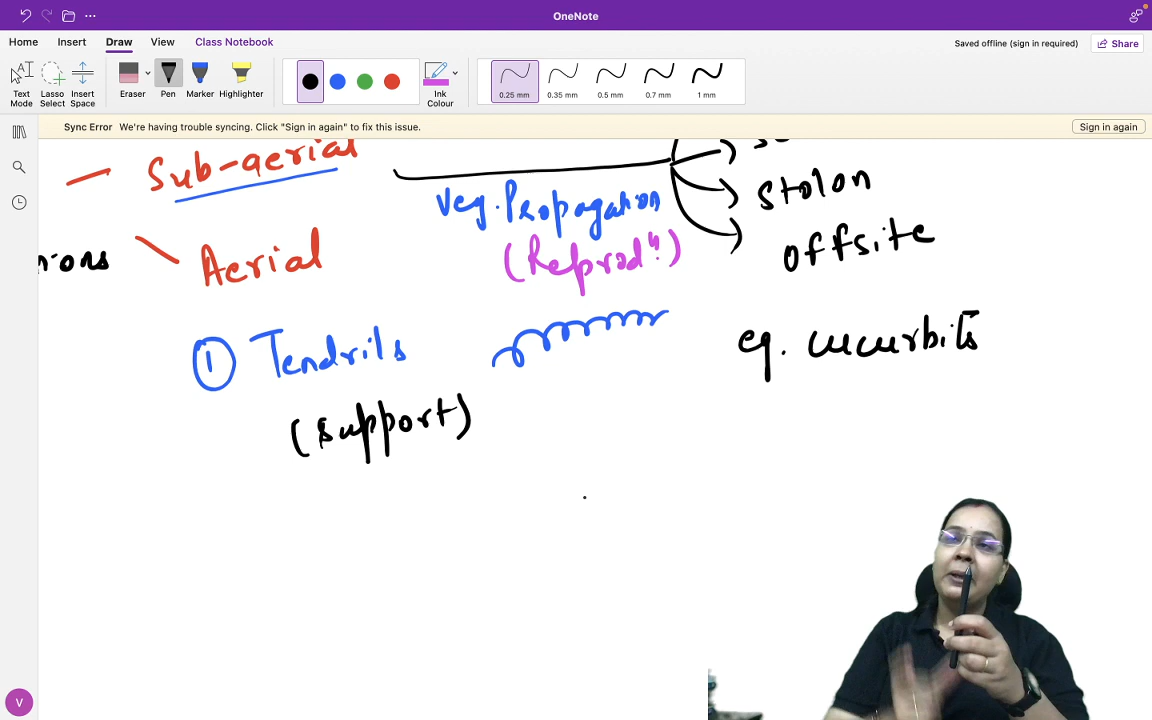 OneNote
Home Insert Draw View Class Notebook
Saved offline (sign in required) Share
Text Mode Lasso Select Insert Space Eraser Pen Marker Highlighter Ink Colour 0.25 mm 0.35 mm 0.5 mm 0.7 mm 1 mm
Sync Error We're having trouble syncing. Click "Sign in again" to fix this issue. Sign in again
Sub-aerial
Veg. Propagation
(Reprodⁿ)
stolon
offsite
Aerial
① Tendrils
eg. cucurbits
(support)
V